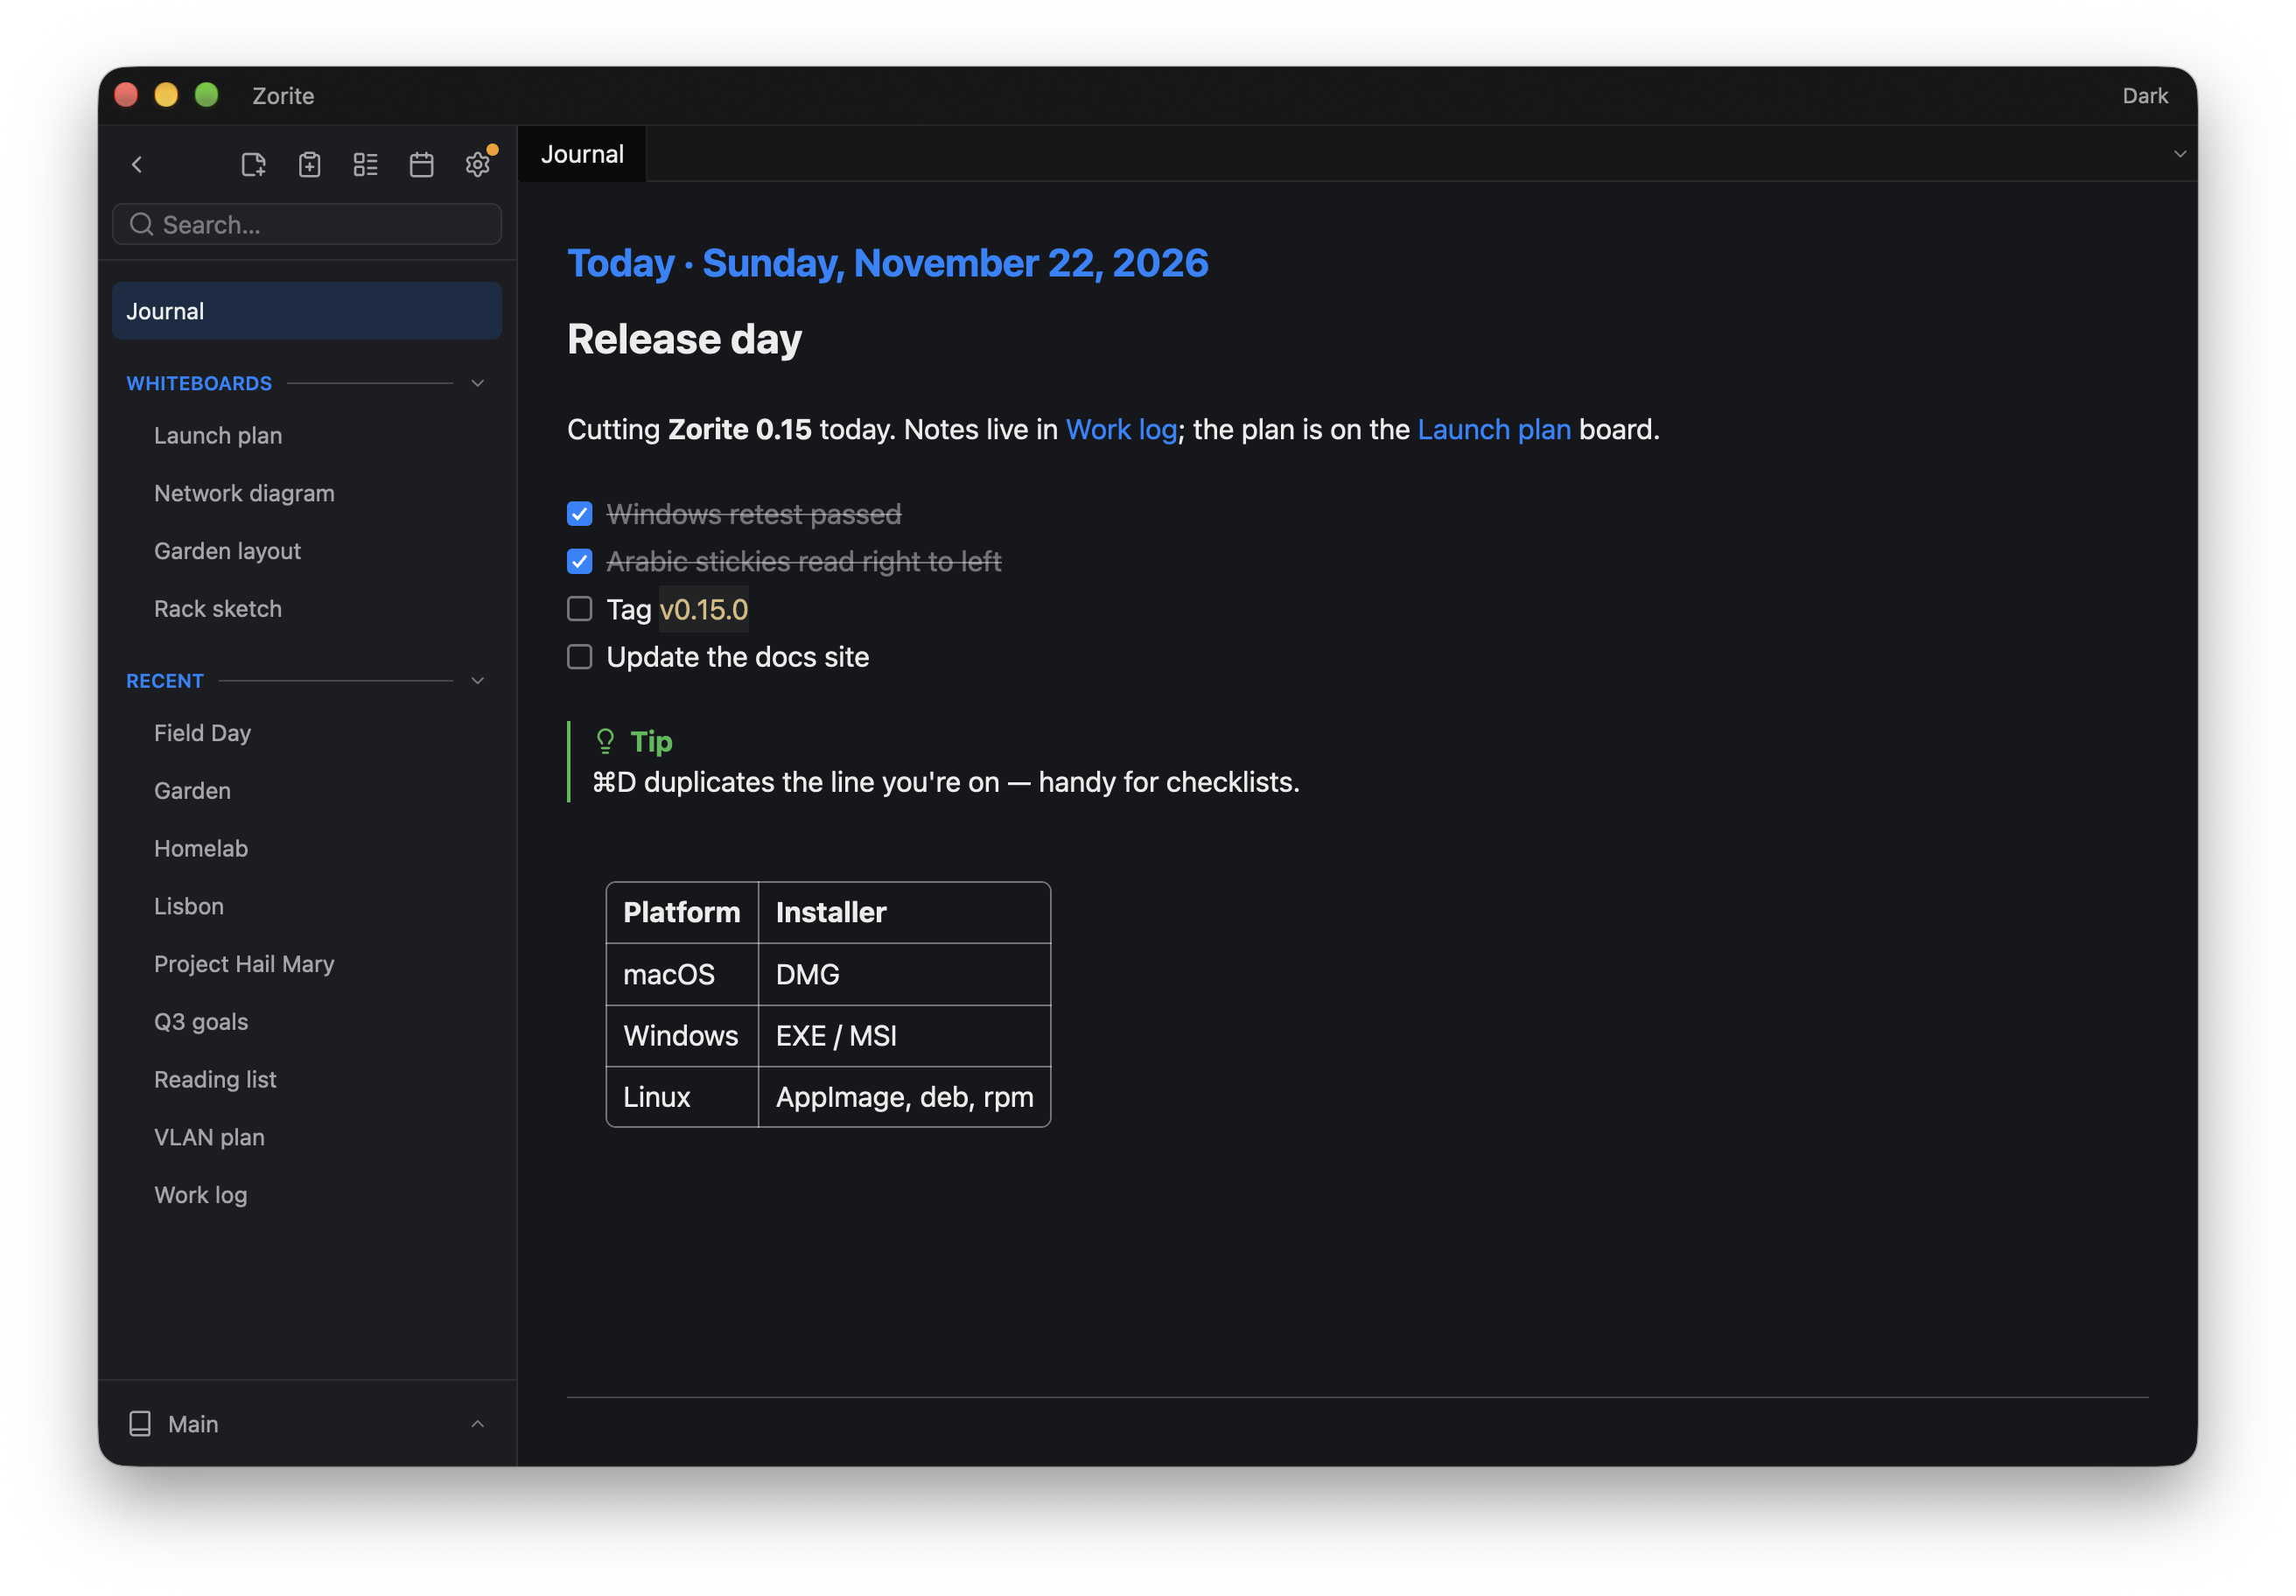 Zorite
Dark
Search...
Journal
WHITEBOARDS
Launch plan
Network diagram
Garden layout
Rack sketch
RECENT
Field Day
Garden
Homelab
Lisbon
Project Hail Mary
Q3 goals
Reading list
VLAN plan
Work log
Main
Journal
Today · Sunday, November 22, 2026
Release day
Cutting Zorite 0.15 today. Notes live in Work log; the plan is on the Launch plan board.
Windows retest passed
Arabic stickies read right to left
Tag v0.15.0
Update the docs site
Tip
⌘D duplicates the line you're on — handy for checklists.
Platform Installer
macOS DMG
Windows EXE / MSI
Linux AppImage, deb, rpm